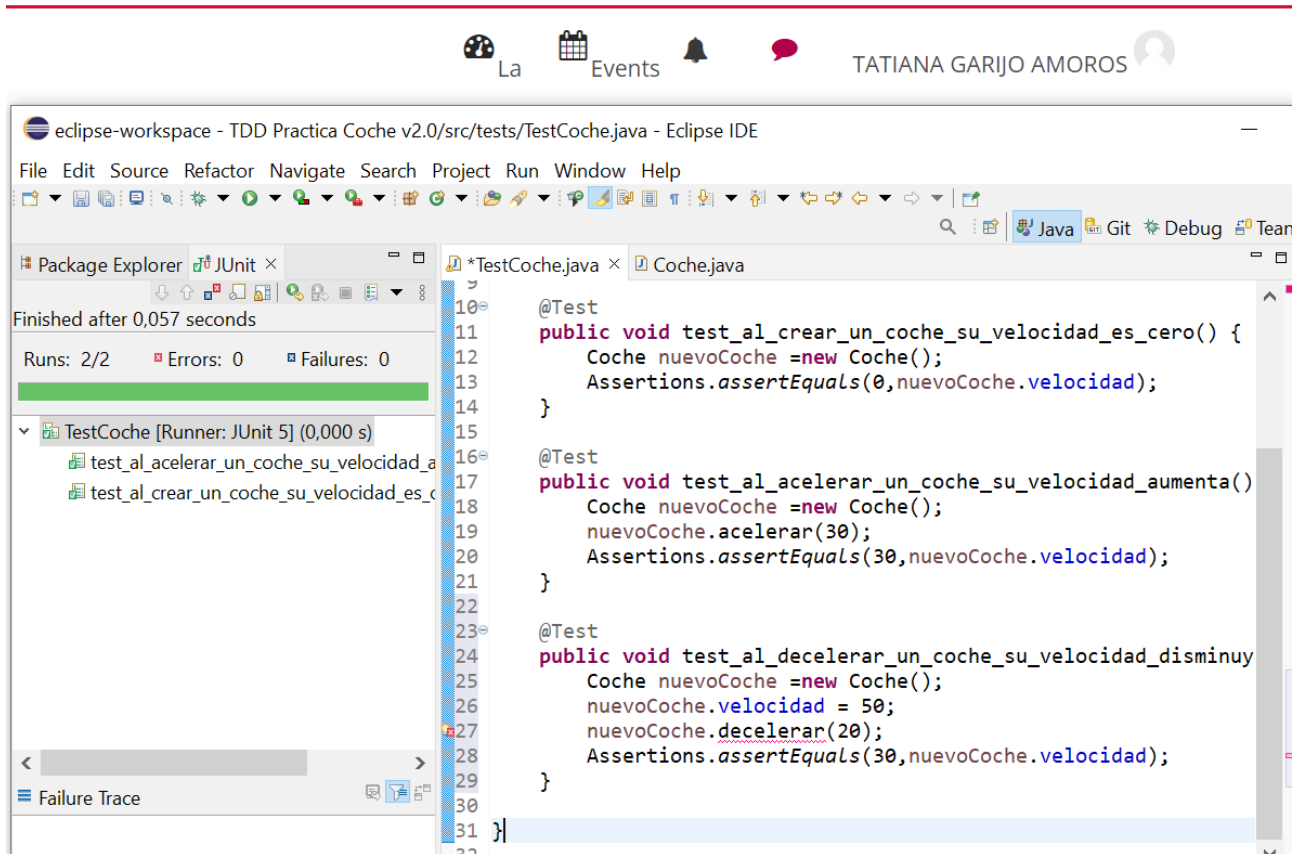 La Events TATIANA GARIJO AMOROS
eclipse-workspace - TDD Practica Coche v2.0/src/tests/TestCoche.java - Eclipse IDE
File Edit Source Refactor Navigate Search Project Run Window Help
Java Git Debug Tean
Package Explorer JUnit
Finished after 0,057 seconds
Runs: 2/2 Errors: 0 Failures: 0
TestCoche [Runner: JUnit 5] (0,000 s)
test_al_acelerar_un_coche_su_velocidad_a
test_al_crear_un_coche_su_velocidad_es_c
Failure Trace
*TestCoche.java Coche.java
9
10 @Test
11 public void test_al_crear_un_coche_su_velocidad_es_cero() {
12 Coche nuevoCoche =new Coche();
13 Assertions.assertEquals(0,nuevoCoche.velocidad);
14 }
15
16 @Test
17 public void test_al_acelerar_un_coche_su_velocidad_aumenta()
18 Coche nuevoCoche =new Coche();
19 nuevoCoche.acelerar(30);
20 Assertions.assertEquals(30,nuevoCoche.velocidad);
21 }
22
23 @Test
24 public void test_al_decelerar_un_coche_su_velocidad_disminuy
25 Coche nuevoCoche =new Coche();
26 nuevoCoche.velocidad = 50;
27 nuevoCoche.decelerar(20);
28 Assertions.assertEquals(30,nuevoCoche.velocidad);
29 }
30
31 }
32